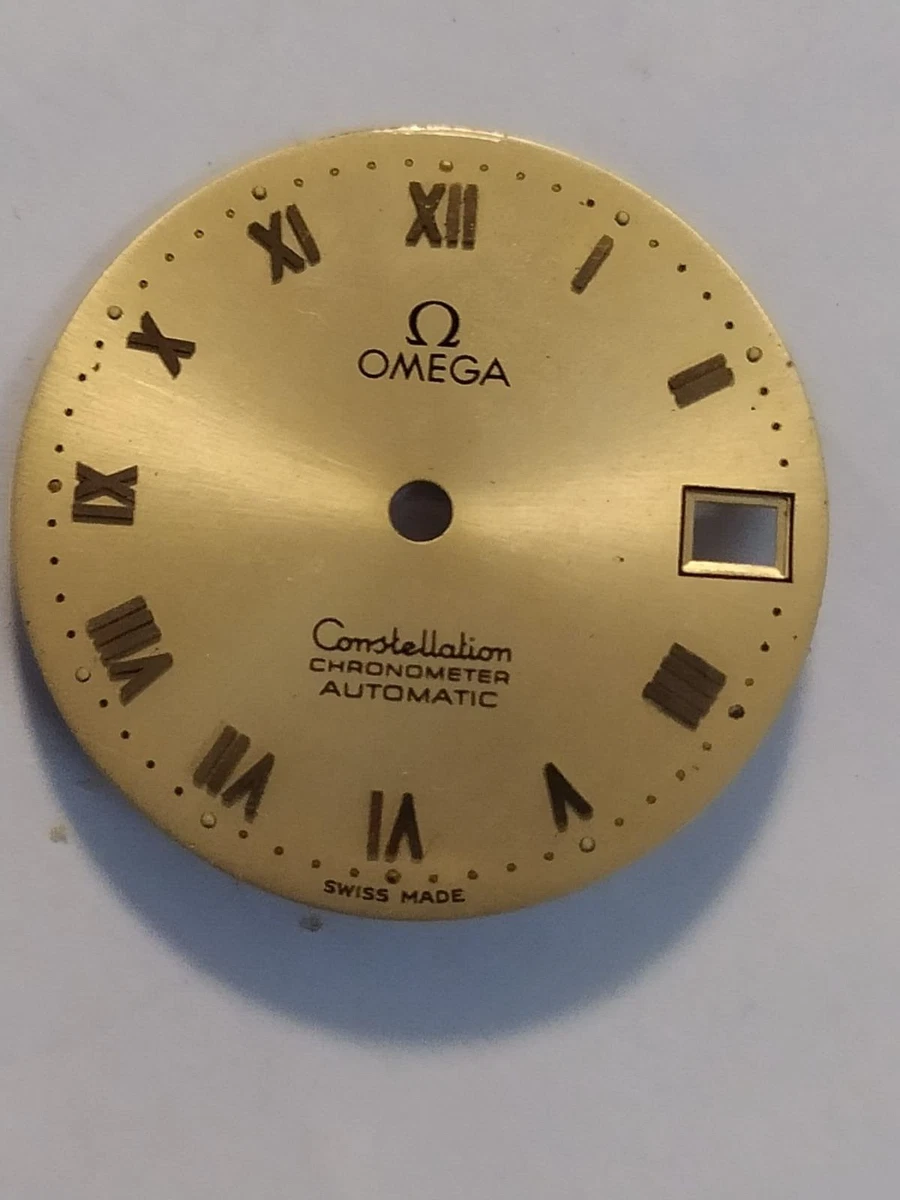 XII
I
II
IIII
V
VI
VII
VIII
IX
X
XI
Ω
OMEGA
Constellation
CHRONOMETER
AUTOMATIC
SWISS MADE